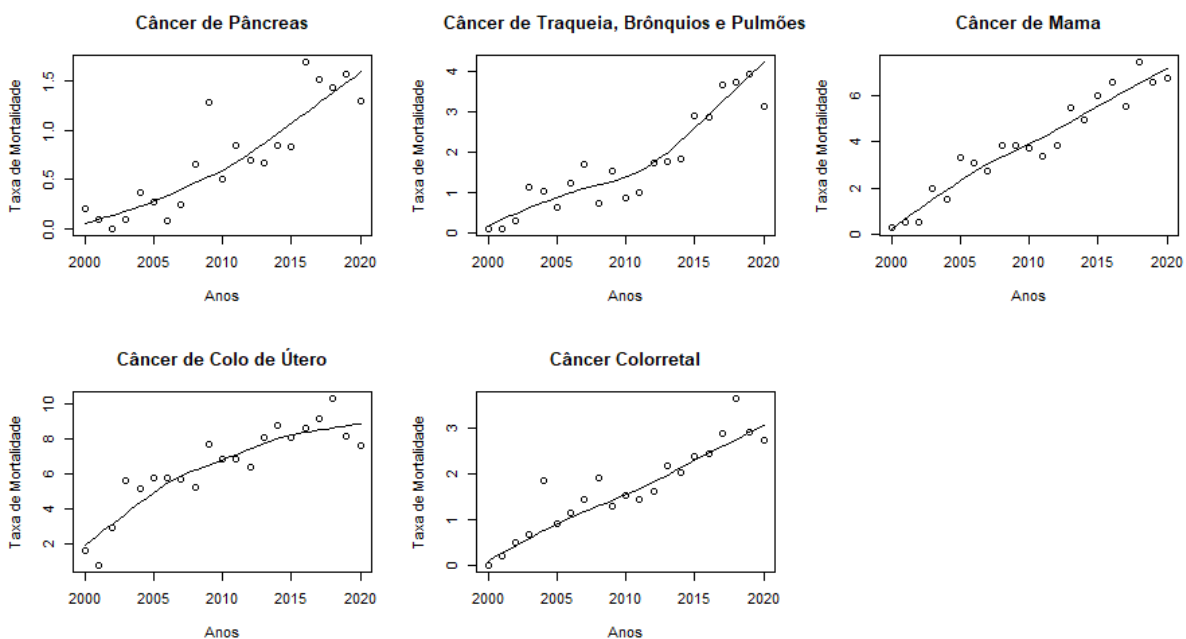 Câncer de Pâncreas
Taxa de Mortalidade
0.0
0.5
1.0
1.5
2000 2005 2010 2015 2020
Anos
Câncer de Traqueia, Brônquios e Pulmões
Taxa de Mortalidade
0
1
2
3
4
2000 2005 2010 2015 2020
Anos
Câncer de Mama
Taxa de Mortalidade
0
2
4
6
2000 2005 2010 2015 2020
Anos
Câncer de Colo de Útero
Taxa de Mortalidade
2
4
6
8
10
2000 2005 2010 2015 2020
Anos
Câncer Colorretal
Taxa de Mortalidade
0
1
2
3
2000 2005 2010 2015 2020
Anos